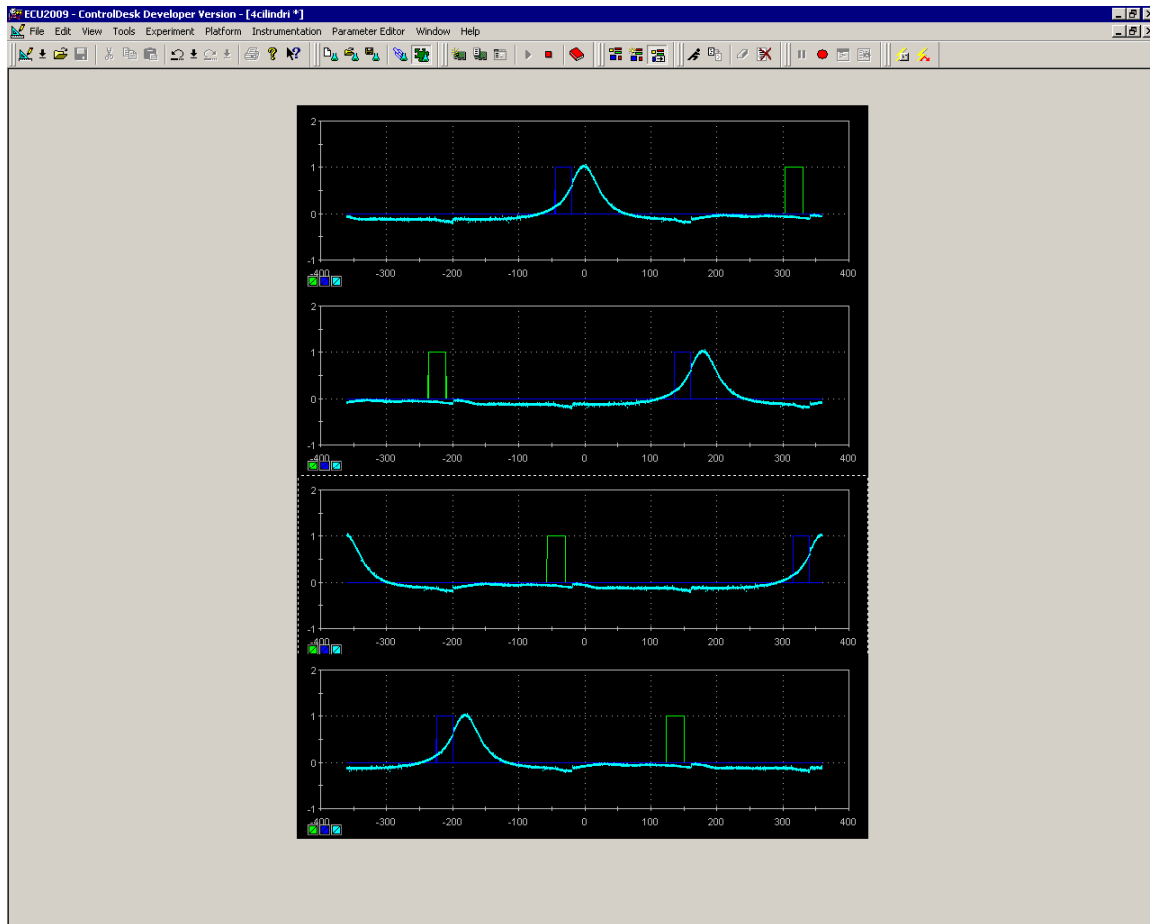 ECU2009 - ControlDesk Developer Version - [4cilindri *]
File Edit View Tools Experiment Platform Instrumentation Parameter Editor Window Help
2
1
0
-1
-400 -300 -200 -100 0 100 200 300 400
2
1
0
-1
-400 -300 -200 -100 0 100 200 300 400
2
1
0
-1
-400 -300 -200 -100 0 100 200 300 400
2
1
0
-1
-400 -300 -200 -100 0 100 200 300 400